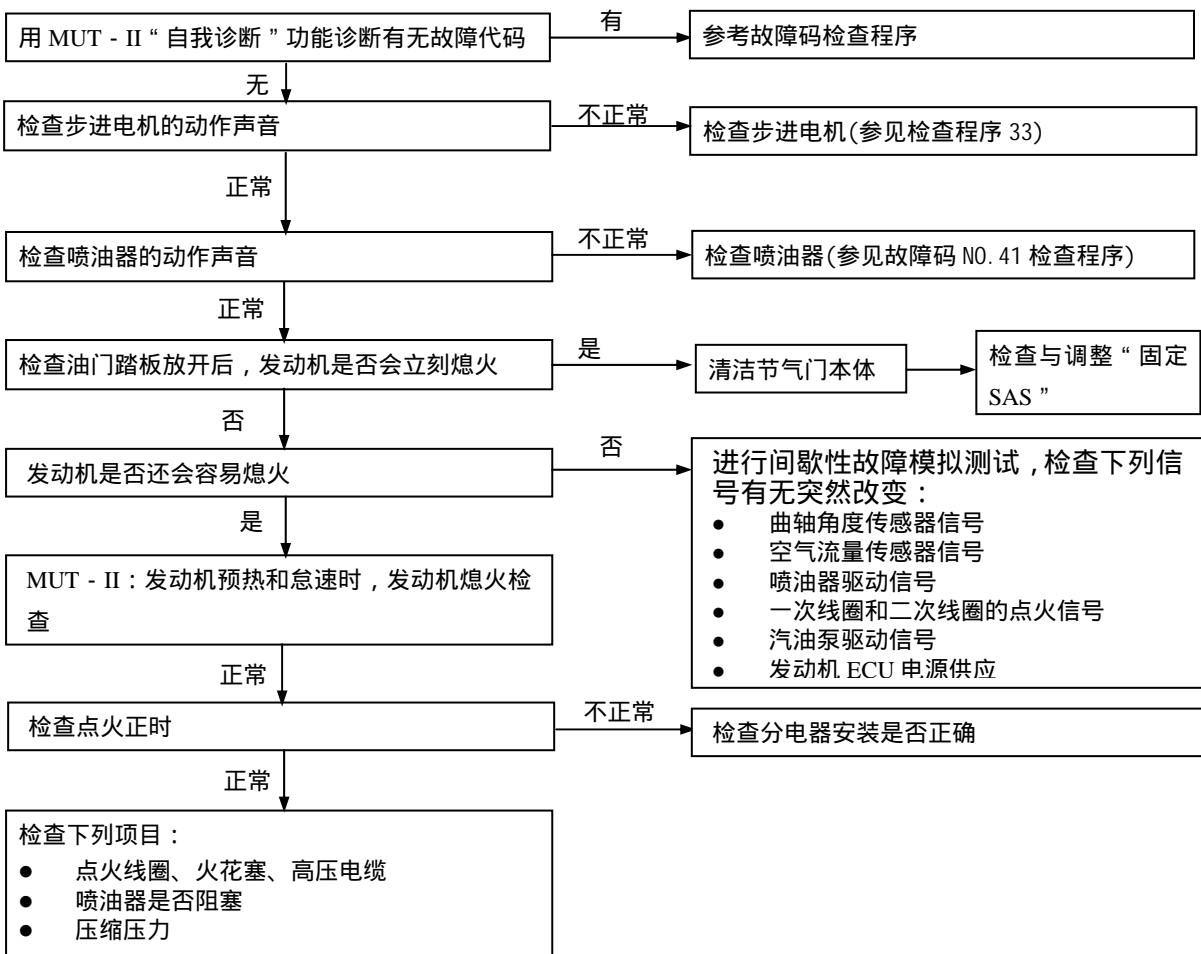 用 MUT - II “ 自我诊断 ” 功能诊断有无故障代码
有
参考故障码检查程序
无
检查步进电机的动作声音
不正常
检查步进电机(参见检查程序 33)
正常
检查喷油器的动作声音
不正常
检查喷油器(参见故障码 NO.41 检查程序)
正常
检查油门踏板放开后，发动机是否会立刻熄火
是
清洁节气门本体
检查与调整 “ 固定
SAS ”
否
发动机是否还会容易熄火
否
进行间歇性故障模拟测试，检查下列信
号有无突然改变：
● 曲轴角度传感器信号
● 空气流量传感器信号
● 喷油器驱动信号
● 一次线圈和二次线圈的点火信号
● 汽油泵驱动信号
● 发动机 ECU 电源供应
是
MUT - II：发动机预热和怠速时，发动机熄火检
查
正常
检查点火正时
不正常
检查分电器安装是否正确
正常
检查下列项目：
● 点火线圈、火花塞、高压电缆
● 喷油器是否阻塞
● 压缩压力